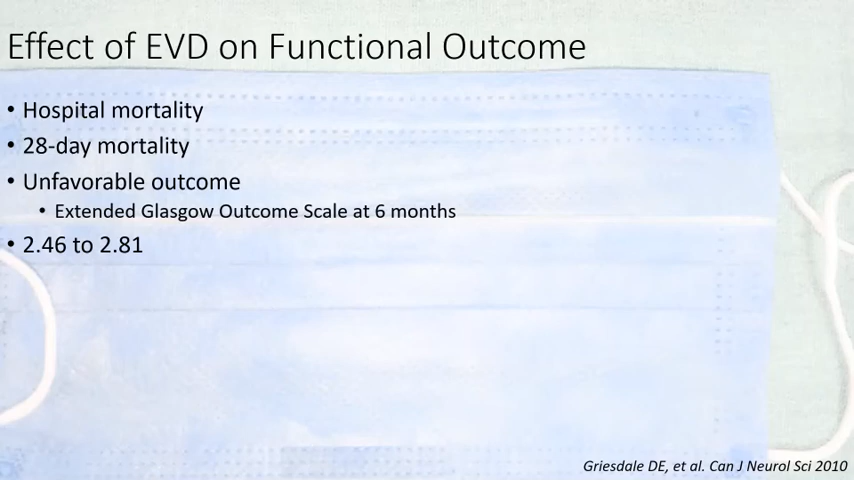 Effect of EVD on Functional Outcome
• Hospital mortality
• 28-day mortality
• Unfavorable outcome
• Extended Glasgow Outcome Scale at 6 months
• 2.46 to 2.81
Griesdale DE, et al. Can J Neurol Sci 2010